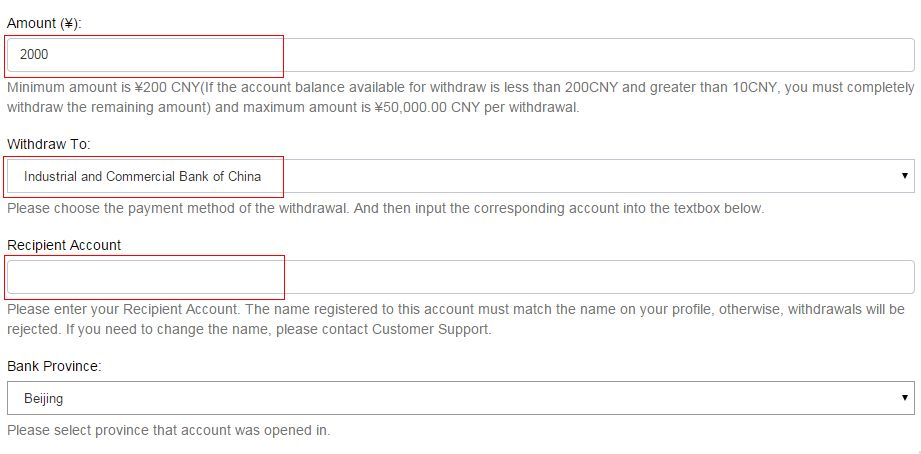 Amount (¥):
2000
Minimum amount is ¥200 CNY(If the account balance available for withdraw is less than 200CNY and greater than 10CNY, you must completely
withdraw the remaining amount) and maximum amount is ¥50,000.00 CNY per withdrawal.
Withdraw To:
Industrial and Commercial Bank of China
Please choose the payment method of the withdrawal. And then input the corresponding account into the textbox below.
Recipient Account
Please enter your Recipient Account. The name registered to this account must match the name on your profile, otherwise, withdrawals will be
rejected. If you need to change the name, please contact Customer Support.
Bank Province:
Beijing
Please select province that account was opened in.